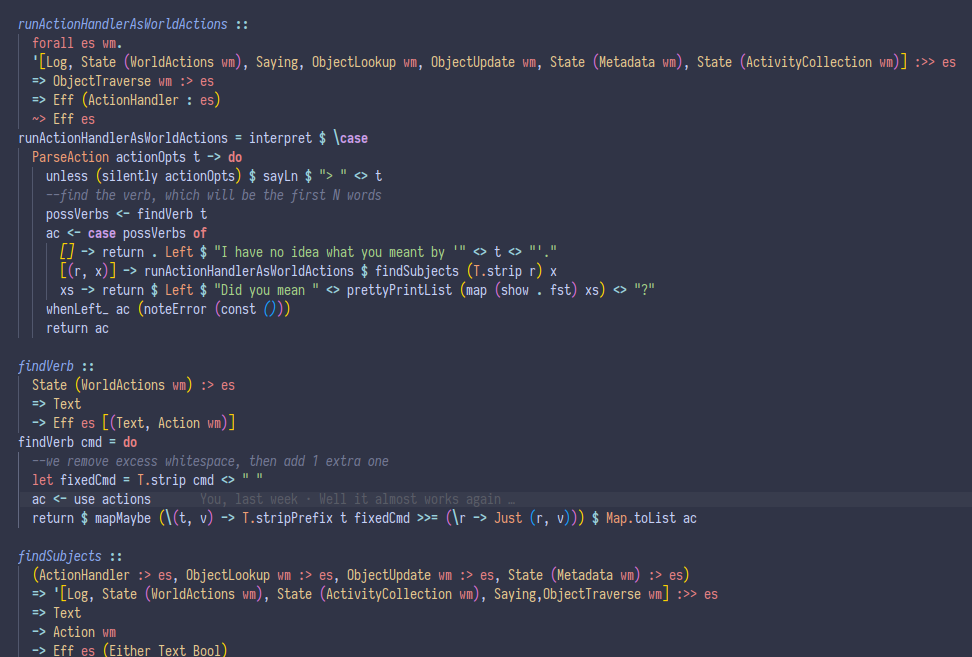 runActionHandlerAsWorldActions ::
forall es wm.
'[Log, State (WorldActions wm), Saying, ObjectLookup wm, ObjectUpdate wm, State (Metadata wm), State (ActivityCollection wm)] :>> es
=> ObjectTraverse wm :> es
=> Eff (ActionHandler : es)
~> Eff es
runActionHandlerAsWorldActions = interpret $ \case
ParseAction actionOpts t -> do
unless (silently actionOpts) $ sayLn $ "> " <> t
--find the verb, which will be the first N words
possVerbs <- findVerb t
ac <- case possVerbs of
[] -> return . Left $ "I have no idea what you meant by '" <> t <> "'."
[(r, x)] -> runActionHandlerAsWorldActions $ findSubjects (T.strip r) x
xs -> return $ Left $ "Did you mean " <> prettyPrintList (map (show . fst) xs) <> "?"
whenLeft_ ac (noteError (const ()))
return ac
findVerb ::
State (WorldActions wm) :> es
=> Text
-> Eff es [(Text, Action wm)]
findVerb cmd = do
--we remove excess whitespace, then add 1 extra one
let fixedCmd = T.strip cmd <> " "
ac <- use actions You, last week · Well it almost works again …
return $ mapMaybe (\(t, v) -> T.stripPrefix t fixedCmd >>= (\r -> Just (r, v))) $ Map.toList ac
findSubjects ::
(ActionHandler :> es, ObjectLookup wm :> es, ObjectUpdate wm :> es, State (Metadata wm) :> es)
=> '[Log, State (WorldActions wm), State (ActivityCollection wm), Saying,ObjectTraverse wm] :>> es
=> Text
-> Action wm
-> Eff es (Either Text Bool)